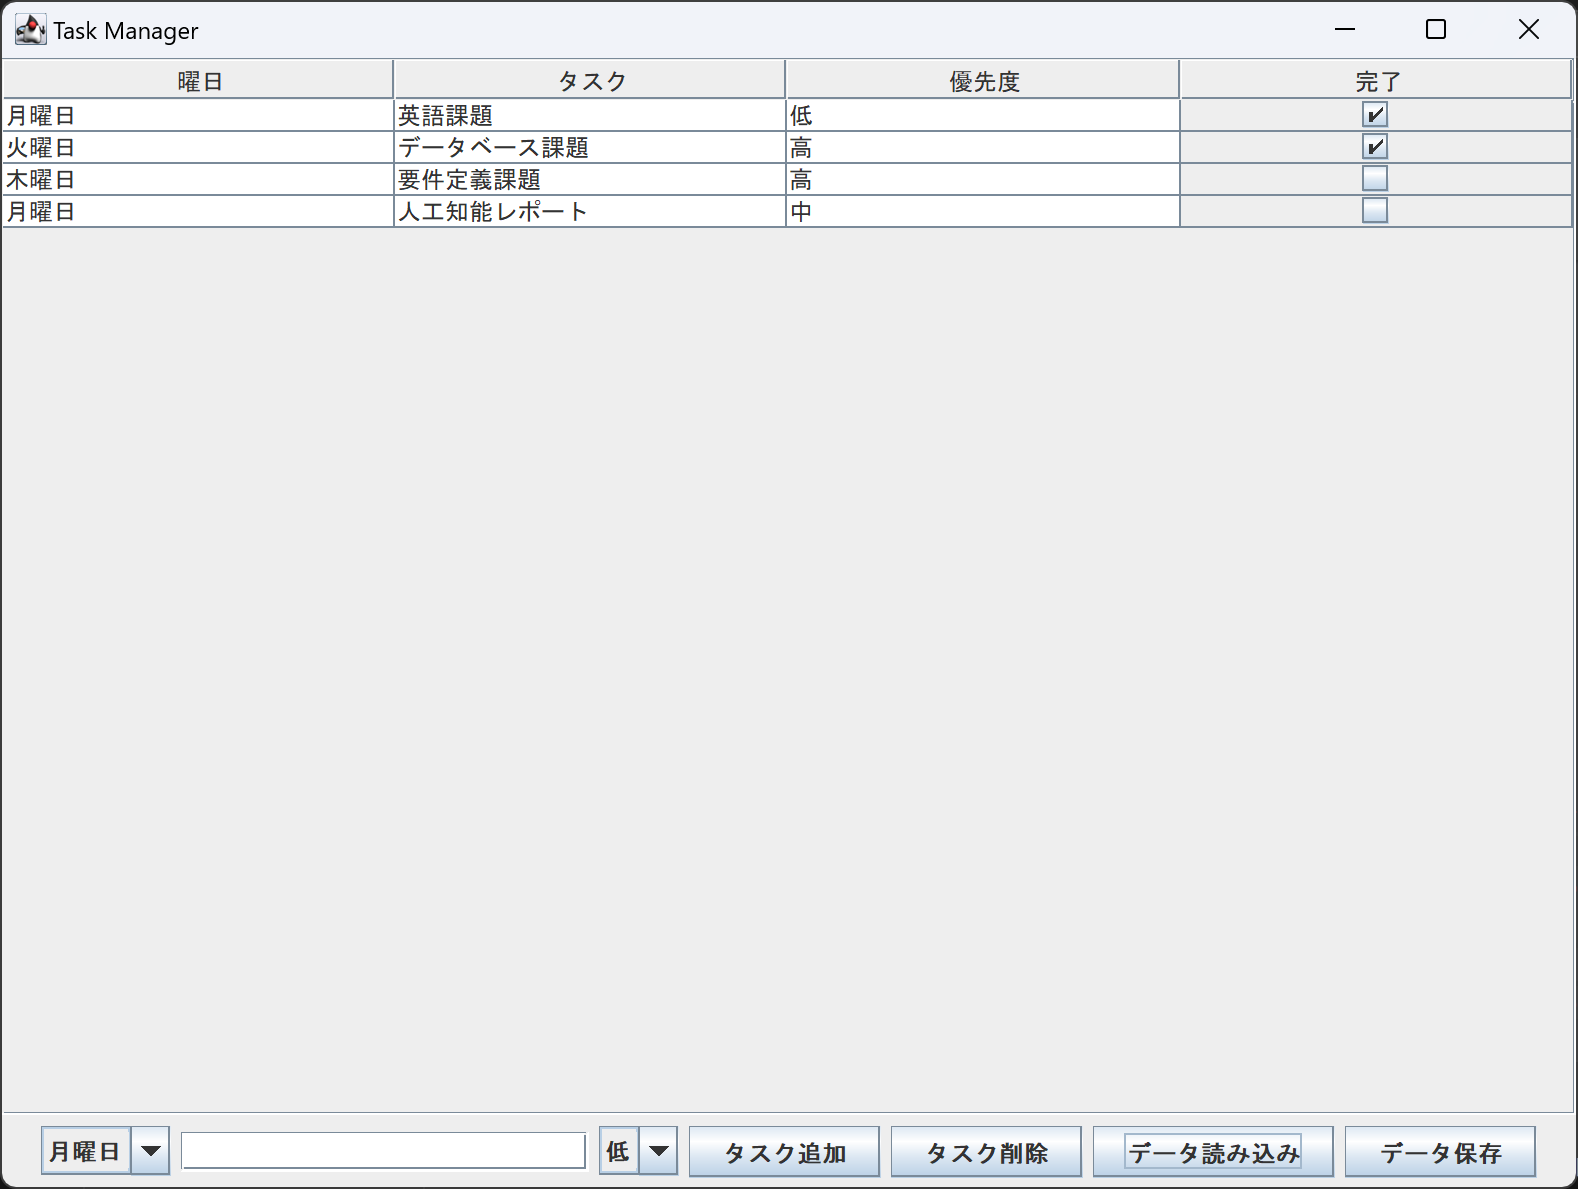 Task Manager
曜日 タスク 優先度 完了
月曜日 英語課題 低
火曜日 データベース課題 高
木曜日 要件定義課題 高
月曜日 人工知能レポート 中
月曜日 低 タスク追加 タスク削除 データ読み込み データ保存